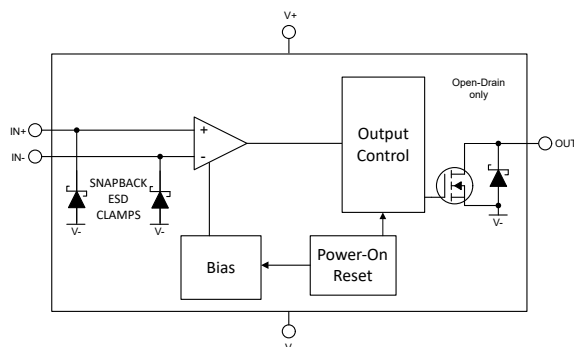 V+
Open-Drain
only
IN+
+
Output
Control
OUT
IN-
-
SNAPBACK
ESD
CLAMPS
V-
V-
V-
Bias
Power-On
Reset